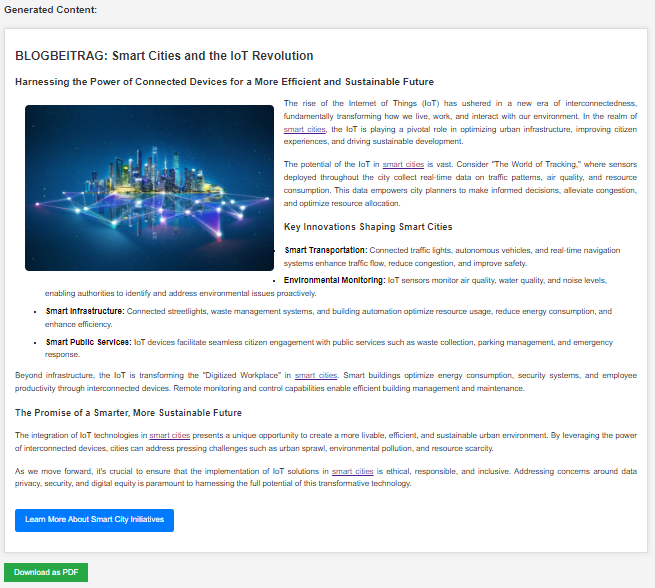 Generated Content:
BLOGBEITRAG: Smart Cities and the IoT Revolution
Harnessing the Power of Connected Devices for a More Efficient and Sustainable Future
The rise of the Internet of Things (IoT) has ushered in a new era of interconnectedness,
fundamentally transforming how we live, work, and interact with our environment. In the realm of
smart cities, the IoT is playing a pivotal role in optimizing urban infrastructure, improving citizen
experiences, and driving sustainable development.
The potential of the IoT in smart cities is vast. Consider "The World of Tracking," where sensors
deployed throughout the city collect real-time data on traffic patterns, air quality, and resource
consumption. This data empowers city planners to make informed decisions, alleviate congestion,
and optimize resource allocation.
Key Innovations Shaping Smart Cities
• Smart Transportation: Connected traffic lights, autonomous vehicles, and real-time navigation
systems enhance traffic flow, reduce congestion, and improve safety.
• Environmental Monitoring: IoT sensors monitor air quality, water quality, and noise levels,
enabling authorities to identify and address environmental issues proactively.
• Smart Infrastructure: Connected streetlights, waste management systems, and building automation optimize resource usage, reduce energy consumption, and
enhance efficiency.
• Smart Public Services: IoT devices facilitate seamless citizen engagement with public services such as waste collection, parking management, and emergency
response.
Beyond infrastructure, the IoT is transforming the "Digitized Workplace" in smart cities. Smart buildings optimize energy consumption, security systems, and employee
productivity through interconnected devices. Remote monitoring and control capabilities enable efficient building management and maintenance.
The Promise of a Smarter, More Sustainable Future
The integration of IoT technologies in smart cities presents a unique opportunity to create a more livable, efficient, and sustainable urban environment. By leveraging the power
of interconnected devices, cities can address pressing challenges such as urban sprawl, environmental pollution, and resource scarcity.
As we move forward, it's crucial to ensure that the implementation of IoT solutions in smart cities is ethical, responsible, and inclusive. Addressing concerns around data
privacy, security, and digital equity is paramount to harnessing the full potential of this transformative technology.
Learn More About Smart City Initiatives
Download as PDF